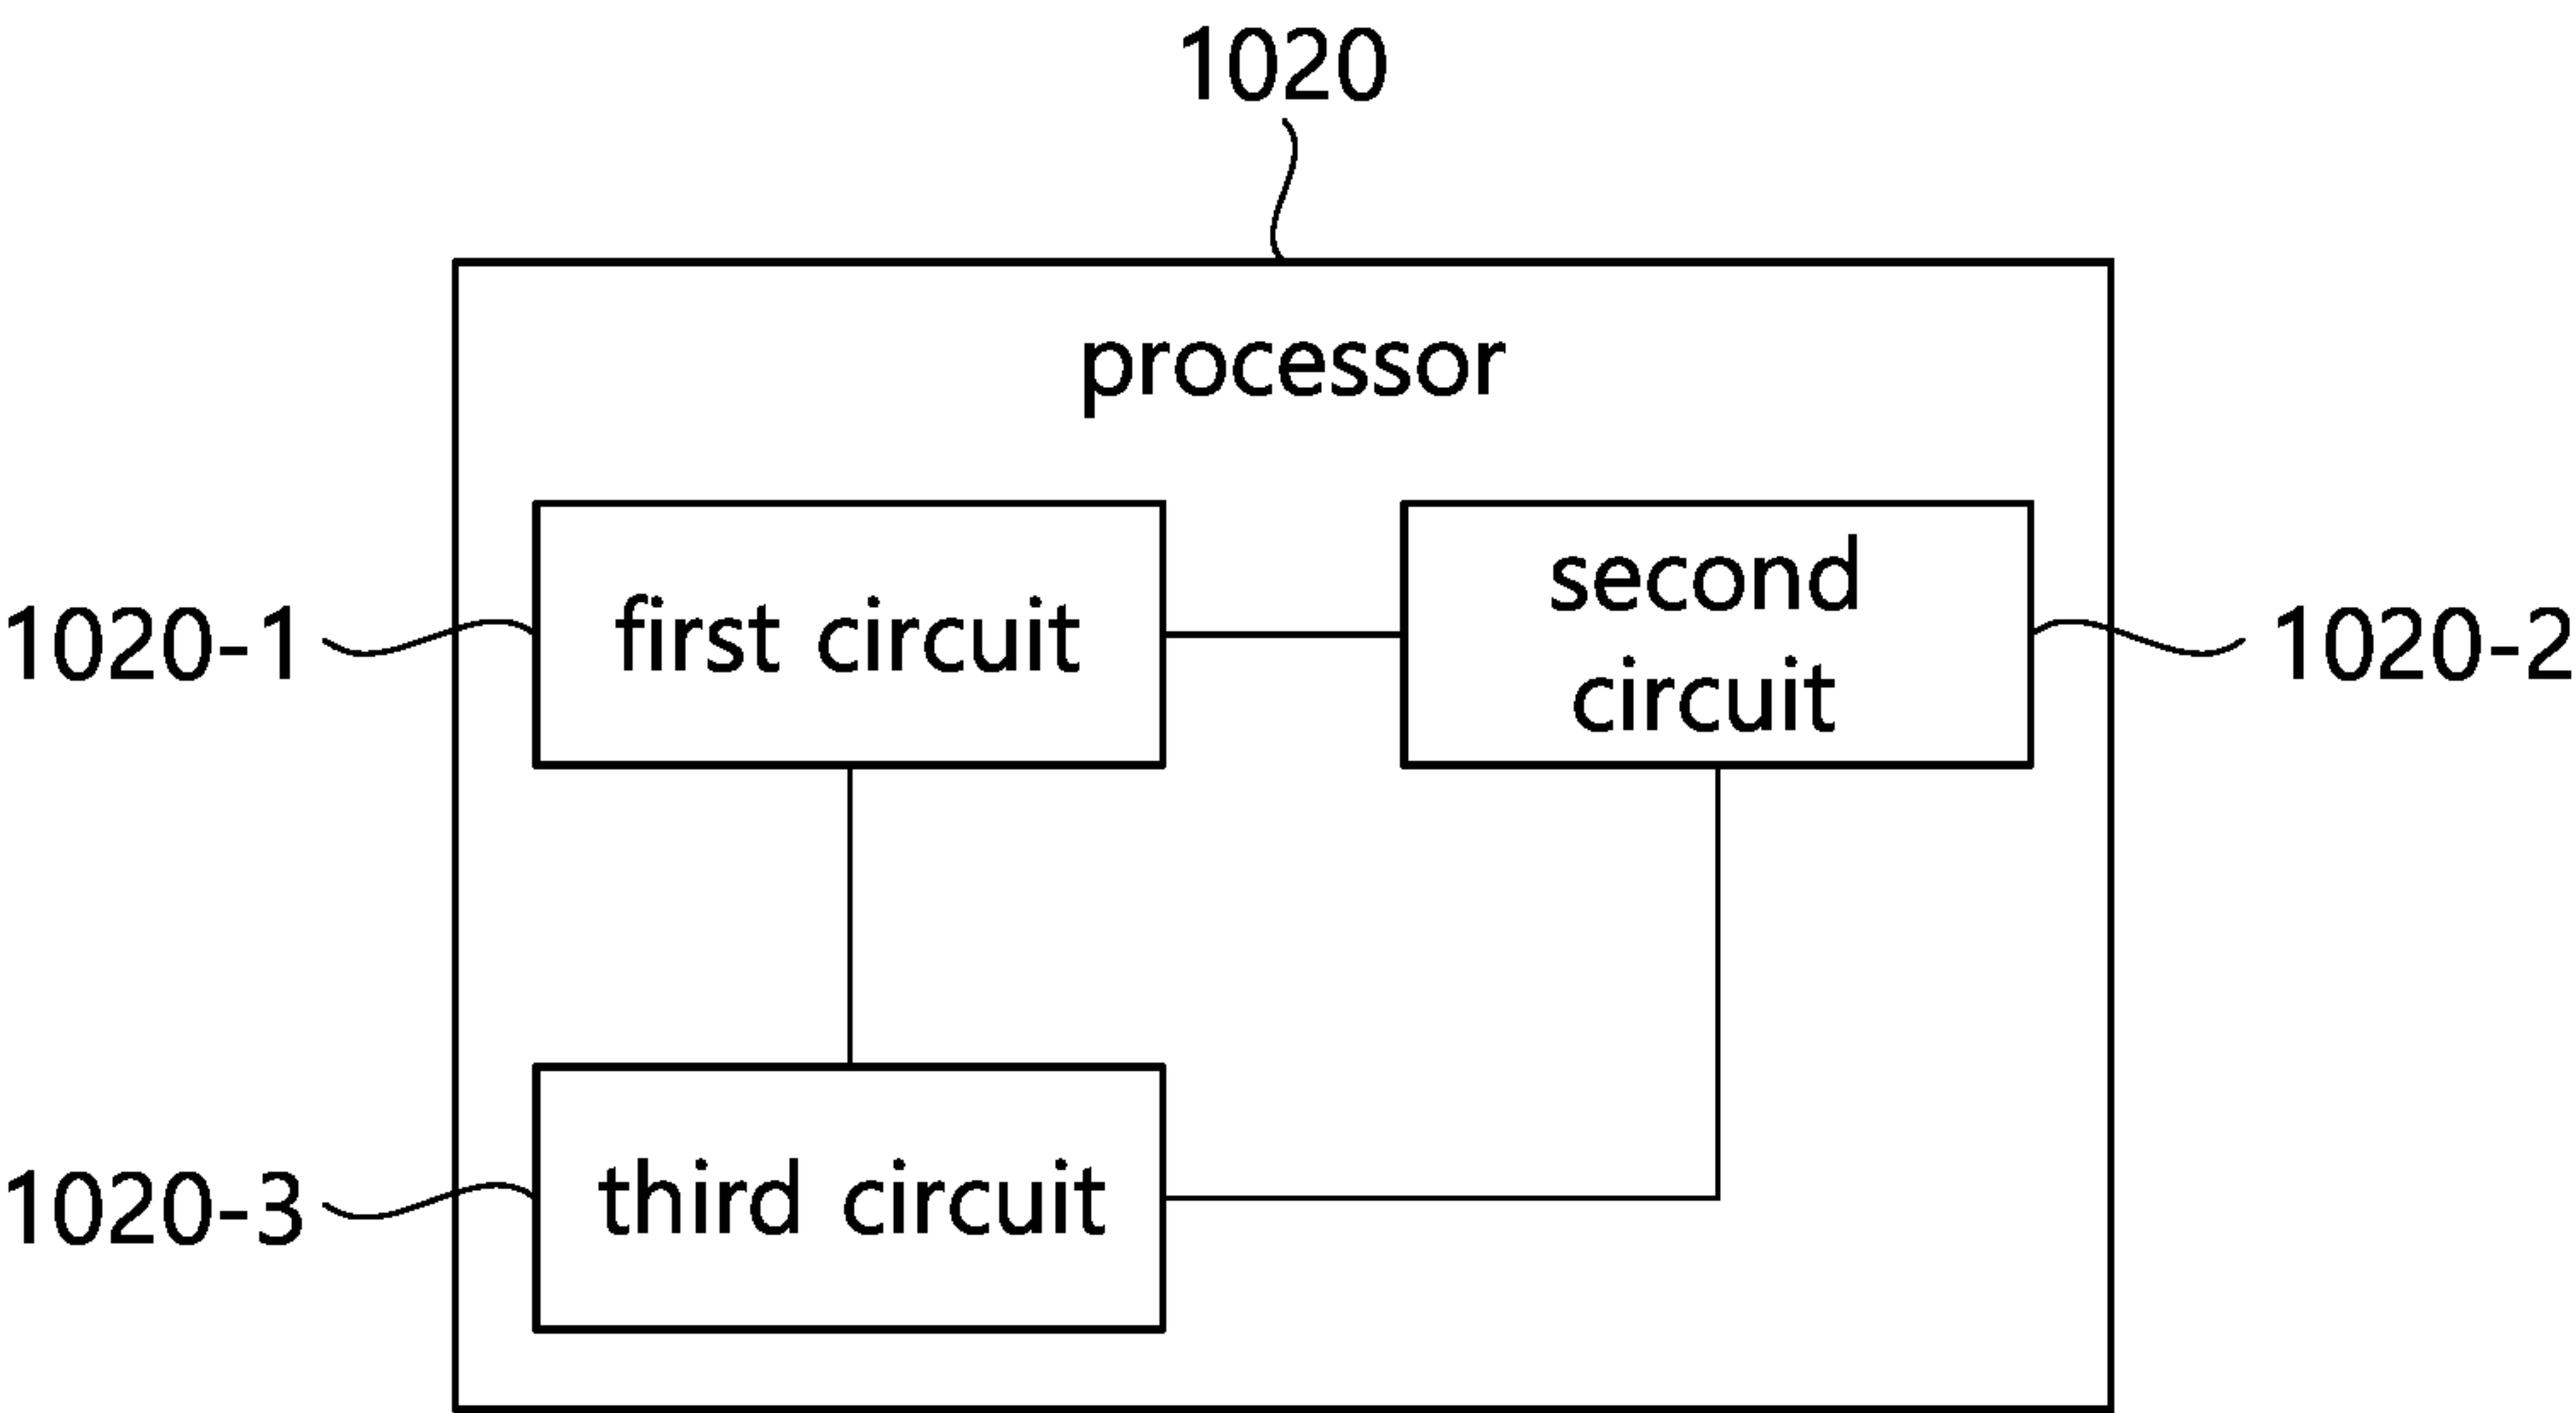 1020
processor
1020-1
first circuit
second
circuit
1020-2
1020-3
third circuit